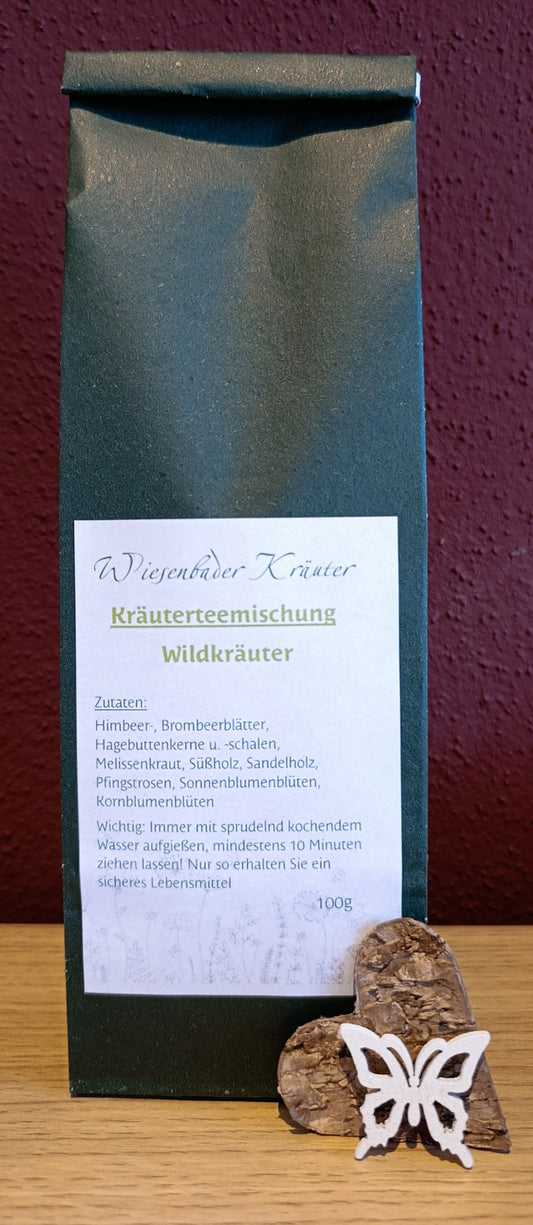 Wiesenbader Kräuter
Kräuterteemischung
Wildkräuter
Zutaten:
Himbeer-, Brombeerblätter,
Hagebuttenkerne u. -schalen,
Melissenkraut, Süßholz, Sandelholz,
Pfingstrosen, Sonnenblumenblüten,
Kornblumenblüten
Wichtig: Immer mit sprudelnd kochendem
Wasser aufgießen, mindestens 10 Minuten
ziehen lassen! Nur so erhalten Sie ein
sicheres Lebensmittel
100g